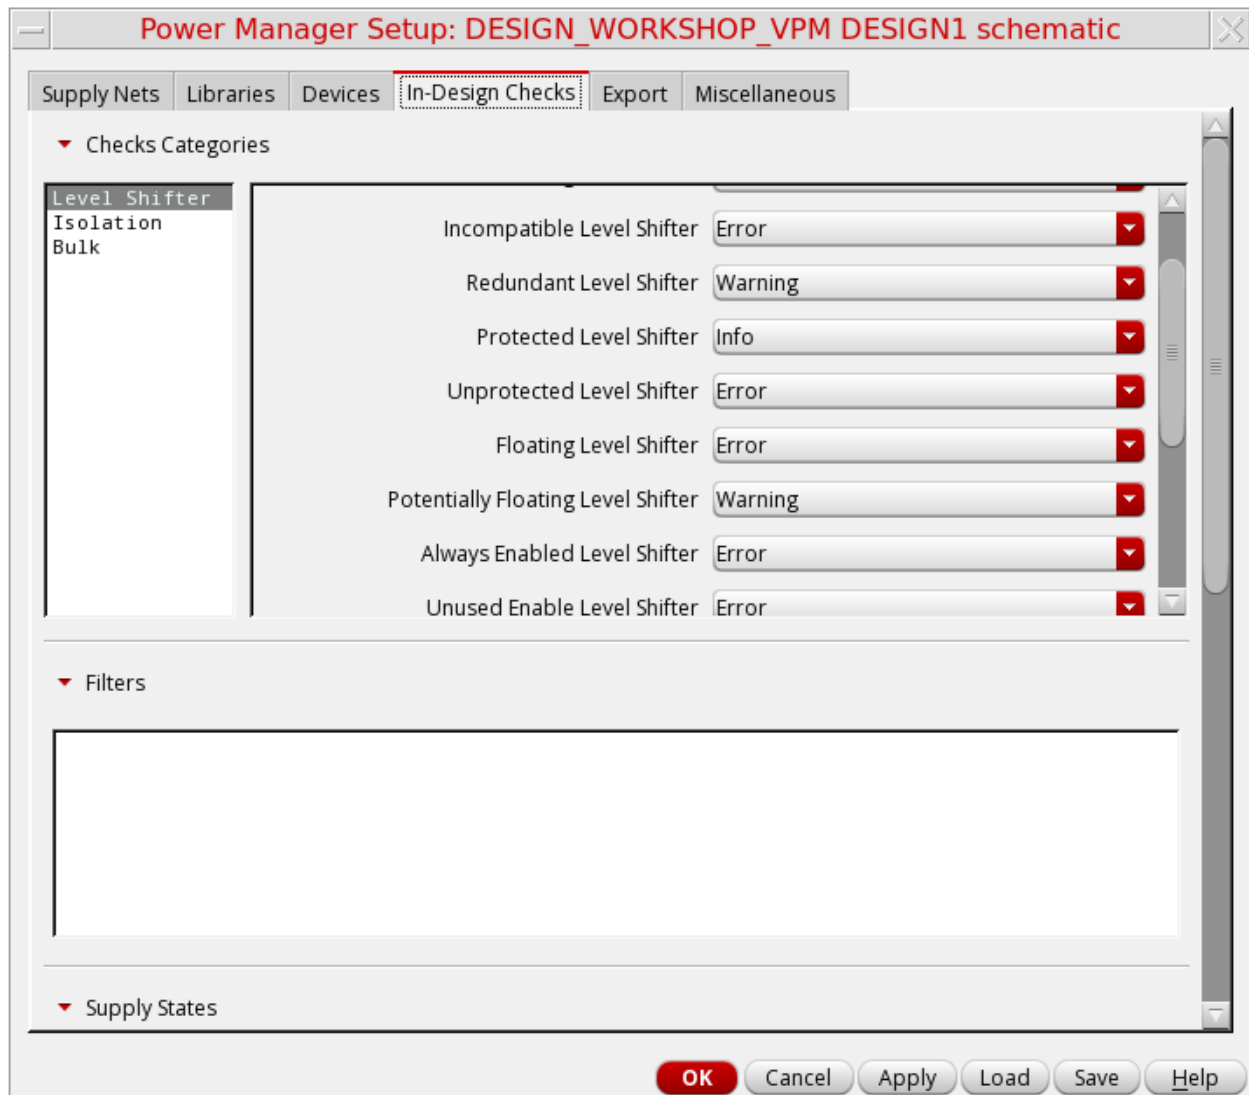 Power Manager Setup: DESIGN_WORKSHOP_VPM DESIGN1 schematic
Supply Nets Libraries Devices In-Design Checks Export Miscellaneous
Checks Categories
Level Shifter
Isolation
Bulk
Incompatible Level Shifter Error
Redundant Level Shifter Warning
Protected Level Shifter Info
Unprotected Level Shifter Error
Floating Level Shifter Error
Potentially Floating Level Shifter Warning
Always Enabled Level Shifter Error
Unused Enable Level Shifter Error
Filters
Supply States
OK Cancel Apply Load Save Help